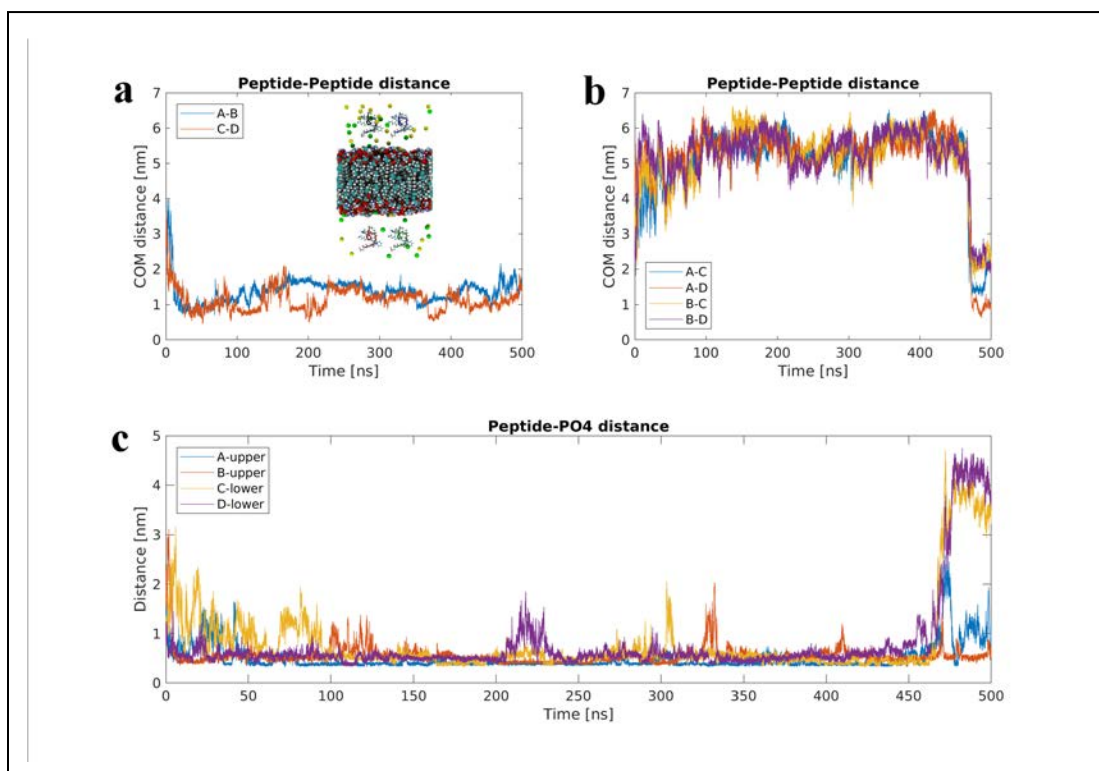 a
Peptide-Peptide distance
7
6
5
4
3
2
1
0
COM distance [nm]
A-B
C-D
0 100 200 300 400 500
Time [ns]
b
Peptide-Peptide distance
7
6
5
4
3
2
1
0
COM distance [nm]
A-C
A-D
B-C
B-D
0 100 200 300 400 500
Time [ns]
c
Peptide-PO4 distance
5
4
3
2
1
0
Distance [nm]
A-upper
B-upper
C-lower
D-lower
0 50 100 150 200 250 300 350 400 450 500
Time [ns]